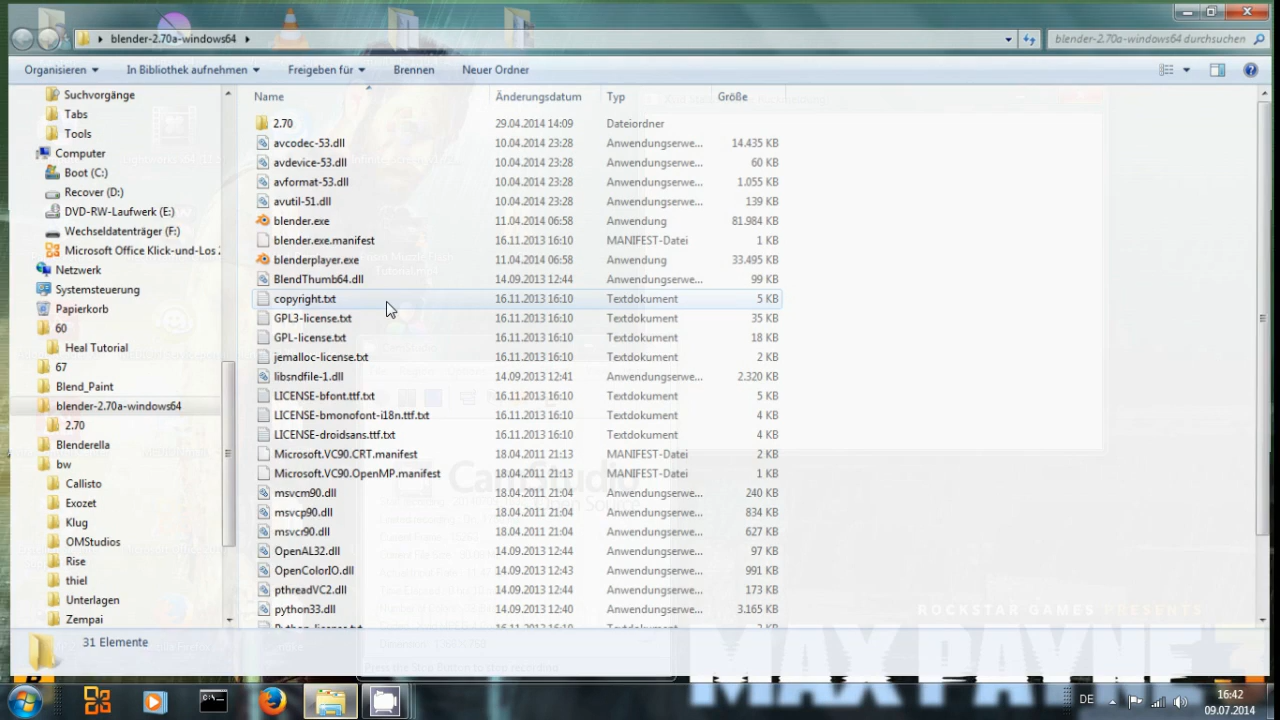 blender-2.70a-windows64
blender-2.70a-windows64 durchsuchen
Organisieren In Bibliothek aufnehmen Freigeben für Brennen Neuer Ordner
Suchvorgänge
Tabs
Tools
Computer
Boot (C:)
Recover (D:)
DVD-RW-Laufwerk (E:)
Wechseldatenträger (F:)
Microsoft Office Klick-und-Los
Netzwerk
Systemsteuerung
Papierkorb
60
Heal Tutorial
67
Blend_Paint
blender-2.70a-windows64
2.70
Blenderella
bw
Callisto
Exozet
Klug
OMStudios
Rise
thiel
Unterlagen
Zempai
Name Änderungsdatum Typ Größe
2.70 29.04.2014 14:09 Dateiordner
avcodec-53.dll 10.04.2014 23:28 Anwendungserwe... 14.435 KB
avdevice-53.dll 10.04.2014 23:28 Anwendungserwe... 60 KB
avformat-53.dll 10.04.2014 23:28 Anwendungserwe... 1.055 KB
avutil-51.dll 10.04.2014 23:28 Anwendungserwe... 139 KB
blender.exe 11.04.2014 06:58 Anwendung 81.984 KB
blender.exe.manifest 16.11.2013 16:10 MANIFEST-Datei 1 KB
blenderplayer.exe 11.04.2014 06:58 Anwendung 33.495 KB
BlendThumb64.dll 14.09.2013 12:44 Anwendungserwe... 99 KB
copyright.txt 16.11.2013 16:10 Textdokument 5 KB
GPL3-license.txt 16.11.2013 16:10 Textdokument 35 KB
GPL-license.txt 16.11.2013 16:10 Textdokument 18 KB
jemalloc-license.txt 16.11.2013 16:10 Textdokument 2 KB
libsndfile-1.dll 14.09.2013 12:41 Anwendungserwe... 2.320 KB
LICENSE-bfont.ttf.txt 16.11.2013 16:10 Textdokument 5 KB
LICENSE-bmonofont-i18n.ttf.txt 16.11.2013 16:10 Textdokument 4 KB
LICENSE-droidsans.ttf.txt 16.11.2013 16:10 Textdokument 4 KB
Microsoft.VC90.CRT.manifest 18.04.2011 21:13 MANIFEST-Datei 2 KB
Microsoft.VC90.OpenMP.manifest 18.04.2011 21:13 MANIFEST-Datei 1 KB
msvcm90.dll 18.04.2011 21:04 Anwendungserwe... 240 KB
msvcp90.dll 18.04.2011 21:04 Anwendungserwe... 834 KB
msvcr90.dll 18.04.2011 21:04 Anwendungserwe... 627 KB
OpenAL32.dll 14.09.2013 12:44 Anwendungserwe... 97 KB
OpenColorIO.dll 14.09.2013 12:43 Anwendungserwe... 991 KB
pthreadVC2.dll 14.09.2013 12:44 Anwendungserwe... 173 KB
python33.dll 14.09.2013 12:40 Anwendungserwe... 3.165 KB
31 Elemente
ROCKSTAR GAMES PRESENTS
MAX PAYNE
Press the Stop Button to stop recording
DE
16:42
09.07.2014